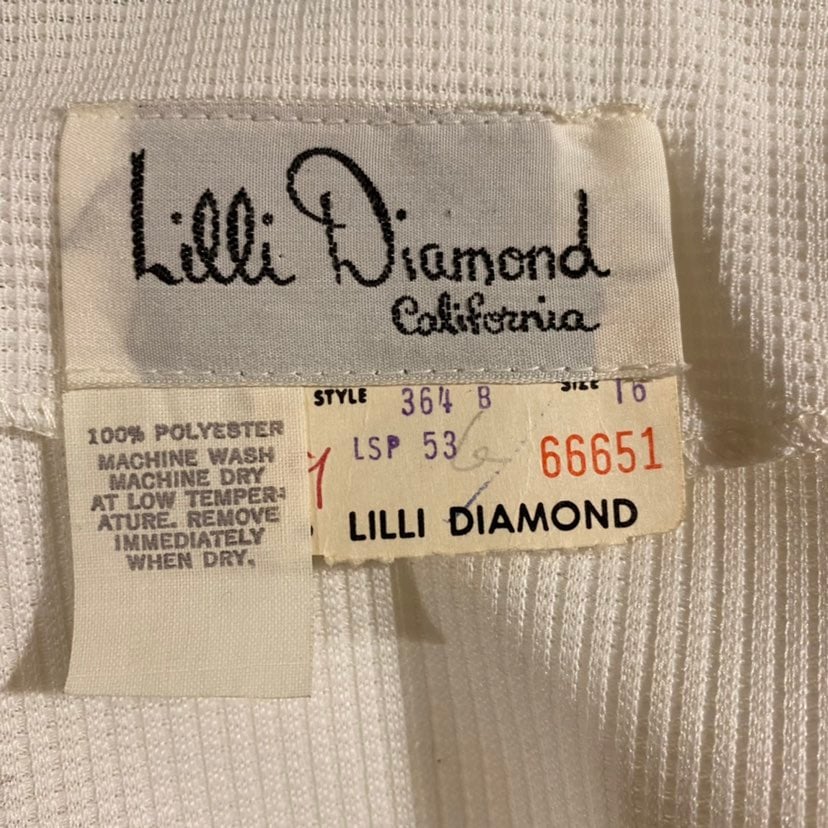 Lilli Diamond
California
100% POLYESTER
MACHINE WASH
MACHINE DRY
AT LOW TEMPER-
ATURE. REMOVE
IMMEDIATELY
WHEN DRY.
STYLE 364 B SIZE 16
LSP 53 66651
LILLI DIAMOND